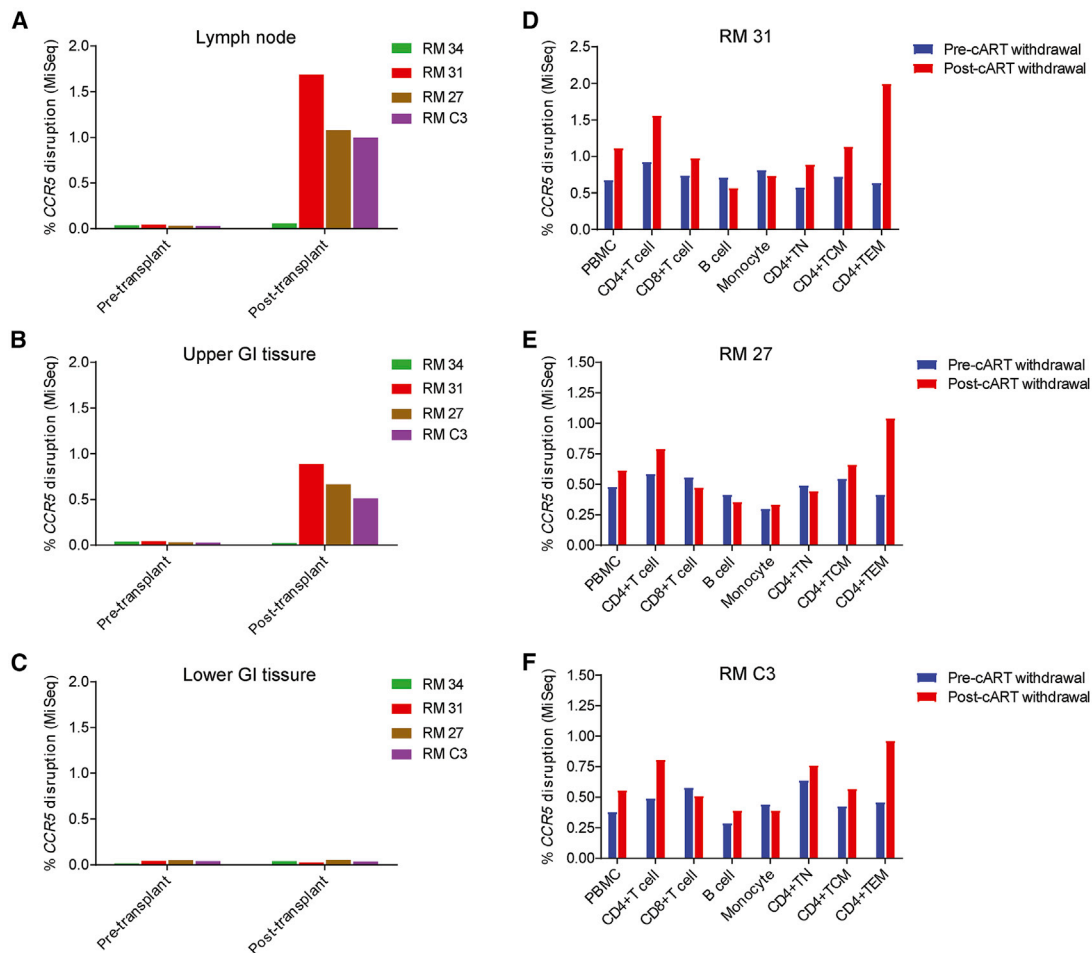 A
Lymph node
% CCR5 disruption (MiSeq)
2.0
1.5
1.0
0.5
0.0
Pre-transplant
Post-transplant
RM 34
RM 31
RM 27
RM C3
B
Upper GI tissure
% CCR5 disruption (MiSeq)
2.0
1.5
1.0
0.5
0.0
Pre-transplant
Post-transplant
RM 34
RM 31
RM 27
RM C3
C
Lower GI tissure
% CCR5 disruption (MiSeq)
2.0
1.5
1.0
0.5
0.0
Pre-transplant
Post-transplant
RM 34
RM 31
RM 27
RM C3
D
RM 31
% CCR5 disruption (MiSeq)
2.5
2.0
1.5
1.0
0.5
0.0
PBMC
CD4+T cell
CD8+T cell
B cell
Monocyte
CD4+TN
CD4+TCM
CD4+TEM
Pre-cART withdrawal
Post-cART withdrawal
E
RM 27
% CCR5 disruption (MiSeq)
1.50
1.25
1.00
0.75
0.50
0.25
0.00
PBMC
CD4+T cell
CD8+T cell
B cell
Monocyte
CD4+TN
CD4+TCM
CD4+TEM
Pre-cART withdrawal
Post-cART withdrawal
F
RM C3
% CCR5 disruption (MiSeq)
1.50
1.25
1.00
0.75
0.50
0.25
0.00
PBMC
CD4+T cell
CD8+T cell
B cell
Monocyte
CD4+TN
CD4+TCM
CD4+TEM
Pre-cART withdrawal
Post-cART withdrawal